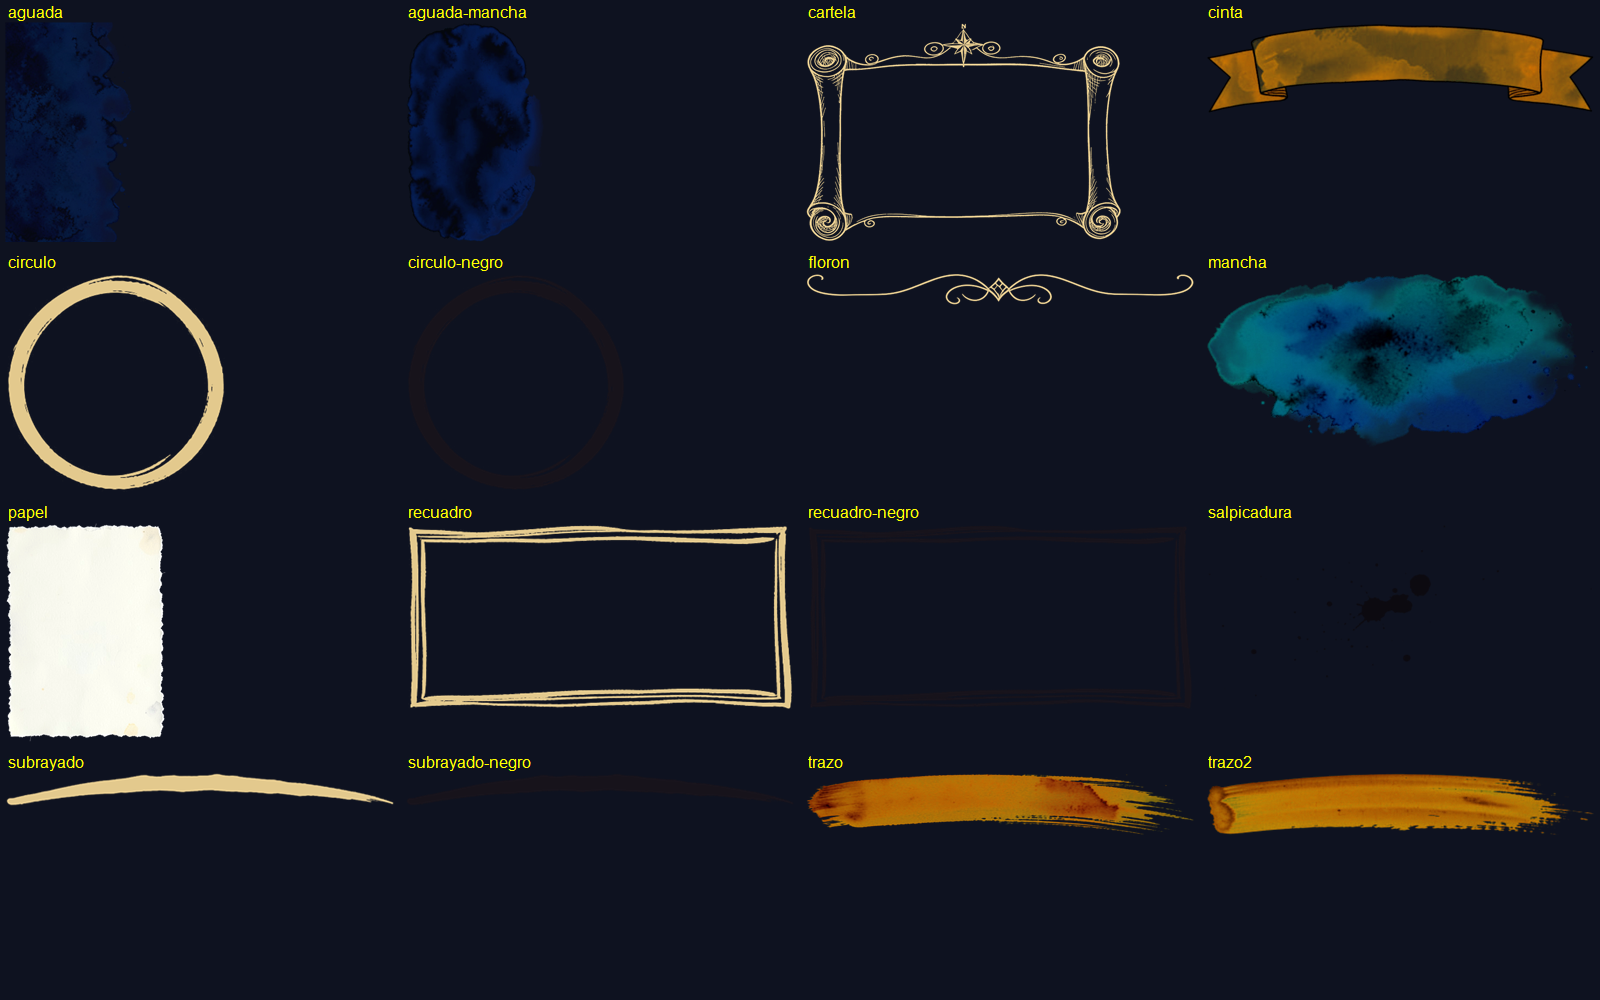 aguada
aguada-mancha
cartela
N
cinta
circulo
circulo-negro
floron
mancha
papel
recuadro
recuadro-negro
salpicadura
subrayado
subrayado-negro
trazo
trazo2